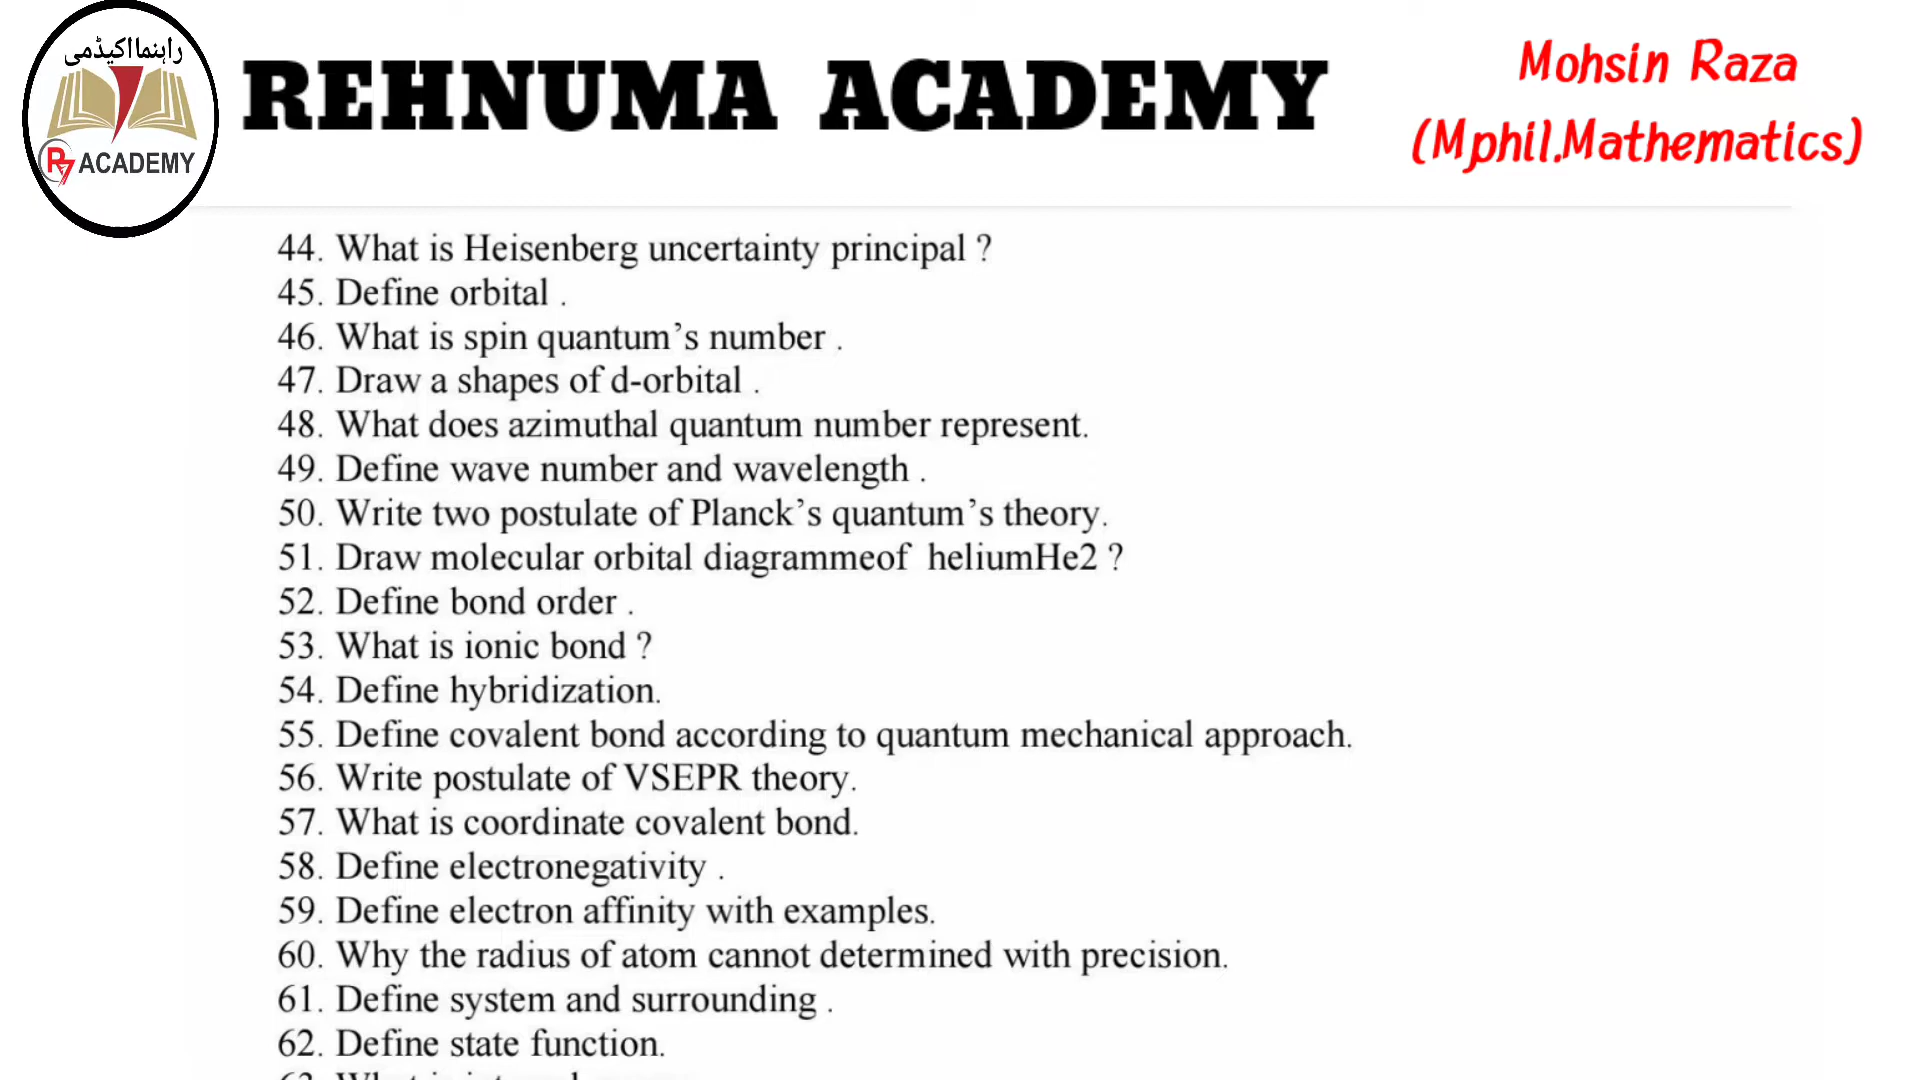 راہنما اکیڈمی
R7 ACADEMY
REHNUMA ACADEMY
Mohsin Raza
(Mphil.Mathematics)
44. What is Heisenberg uncertainty principal ?
45. Define orbital .
46. What is spin quantum’s number .
47. Draw a shapes of d-orbital .
48. What does azimuthal quantum number represent.
49. Define wave number and wavelength .
50. Write two postulate of Planck’s quantum’s theory.
51. Draw molecular orbital diagrammeof heliumHe2 ?
52. Define bond order .
53. What is ionic bond ?
54. Define hybridization.
55. Define covalent bond according to quantum mechanical approach.
56. Write postulate of VSEPR theory.
57. What is coordinate covalent bond.
58. Define electronegativity .
59. Define electron affinity with examples.
60. Why the radius of atom cannot determined with precision.
61. Define system and surrounding .
62. Define state function.